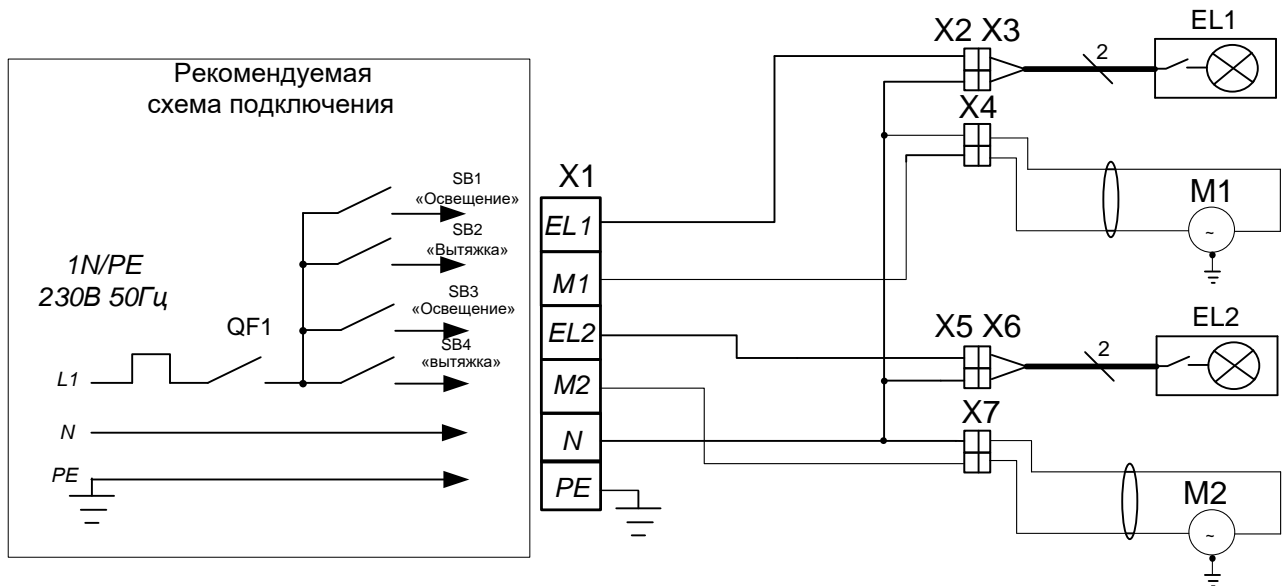 Рекомендуемая
схема подключения
1N/PE
230В 50Гц
QF1
L1
N
PE
SB1
«Освещение»
SB2
«Вытяжка»
SB3
«Освещение»
SB4
«вытяжка»
X1
EL1
M1
EL2
M2
N
PE
X2 X3
2
EL1
X4
M1
~
X5 X6
2
EL2
X7
M2
~